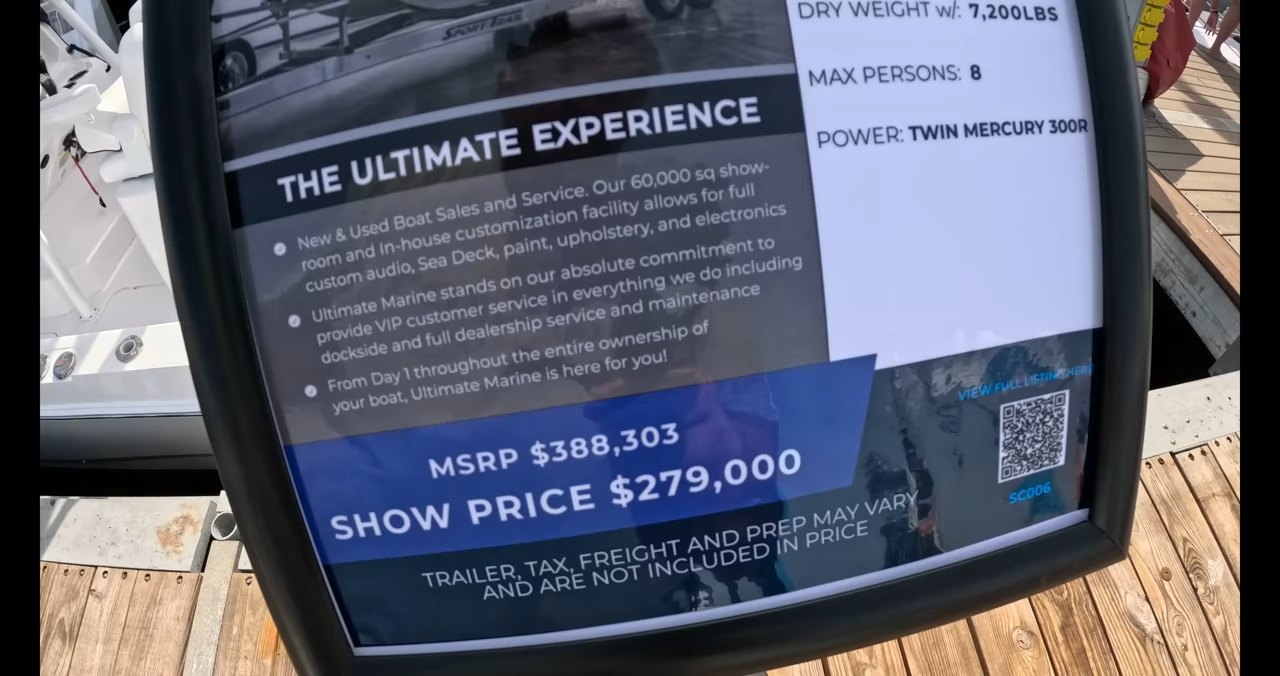 SPORT TRAIL
DRY WEIGHT w/: 7,200LBS
MAX PERSONS: 8
POWER: TWIN MERCURY 300R
THE ULTIMATE EXPERIENCE
New & Used Boat Sales and Service. Our 60,000 sq show-
room and In-house customization facility allows for full
custom audio, Sea Deck, paint, upholstery, and electronics
Ultimate Marine stands on our absolute commitment to
provide VIP customer service in everything we do including
dockside and full dealership service and maintenance
From Day 1 throughout the entire ownership of
your boat, Ultimate Marine is here for you!
MSRP $388,303
SHOW PRICE $279,000
TRAILER, TAX, FREIGHT AND PREP MAY VARY
AND ARE NOT INCLUDED IN PRICE
VIEW FULL LISTING HERE
SC006